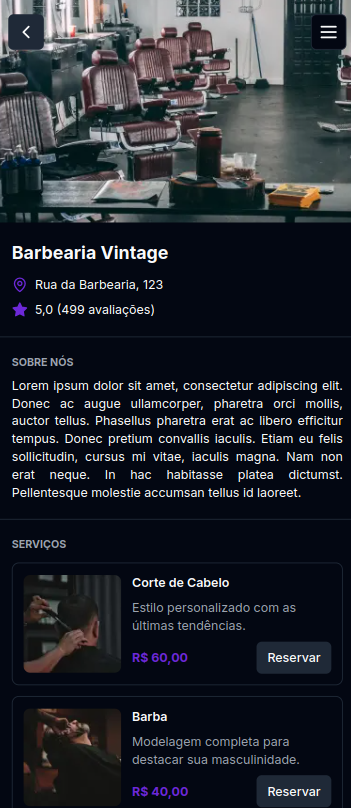 Barbearia Vintage
Rua da Barbearia, 123
5,0 (499 avaliações)
SOBRE NÓS
Lorem ipsum dolor sit amet, consectetur adipiscing elit.
Donec ac augue ullamcorper, pharetra orci mollis,
auctor tellus. Phasellus pharetra erat ac libero efficitur
tempus. Donec pretium convallis iaculis. Etiam eu felis
sollicitudin, cursus mi vitae, iaculis magna. Nam non
erat neque. In hac habitasse platea dictumst.
Pellentesque molestie accumsan tellus id laoreet.
SERVIÇOS
Corte de Cabelo
Estilo personalizado com as
últimas tendências.
R$ 60,00 Reservar
Barba
Modelagem completa para
destacar sua masculinidade.
R$ 40,00 Reservar